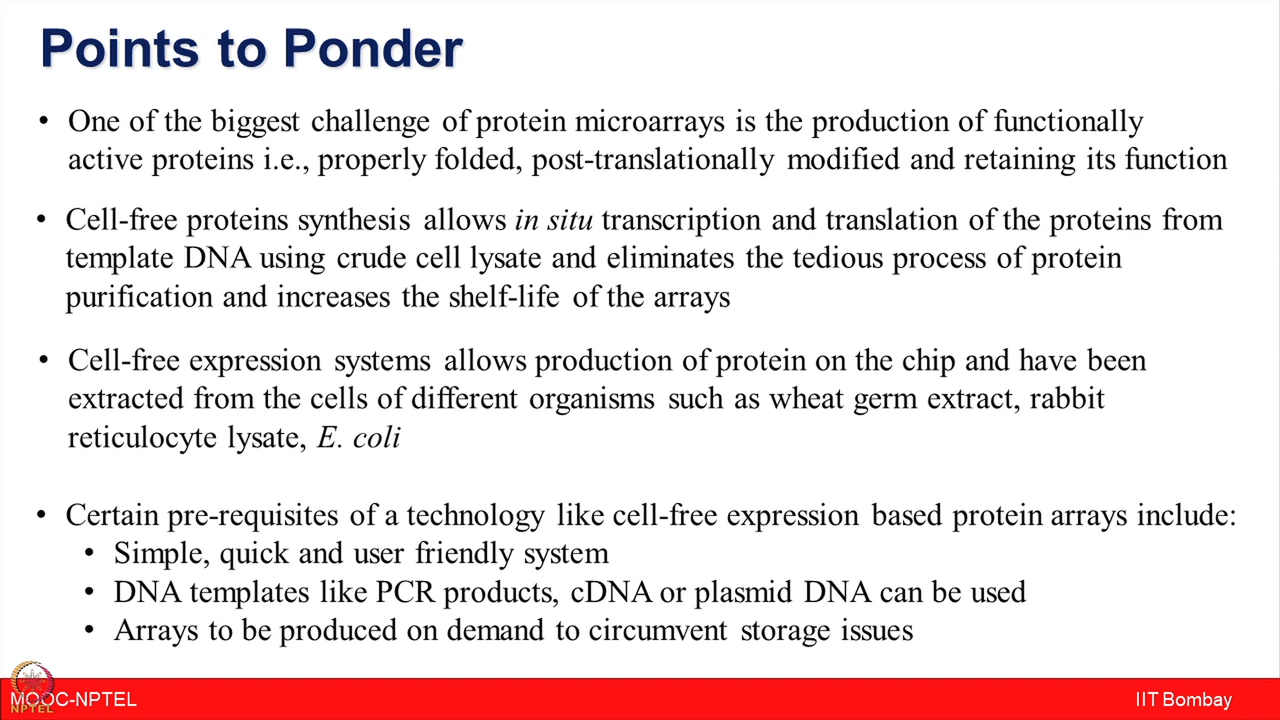 Points to Ponder
• One of the biggest challenge of protein microarrays is the production of functionally
active proteins i.e., properly folded, post-translationally modified and retaining its function
• Cell-free proteins synthesis allows in situ transcription and translation of the proteins from
template DNA using crude cell lysate and eliminates the tedious process of protein
purification and increases the shelf-life of the arrays
• Cell-free expression systems allows production of protein on the chip and have been
extracted from the cells of different organisms such as wheat germ extract, rabbit
reticulocyte lysate, E. coli
• Certain pre-requisites of a technology like cell-free expression based protein arrays include:
• Simple, quick and user friendly system
• DNA templates like PCR products, cDNA or plasmid DNA can be used
• Arrays to be produced on demand to circumvent storage issues
MOOC-NPTEL
NPTEL
IIT Bombay